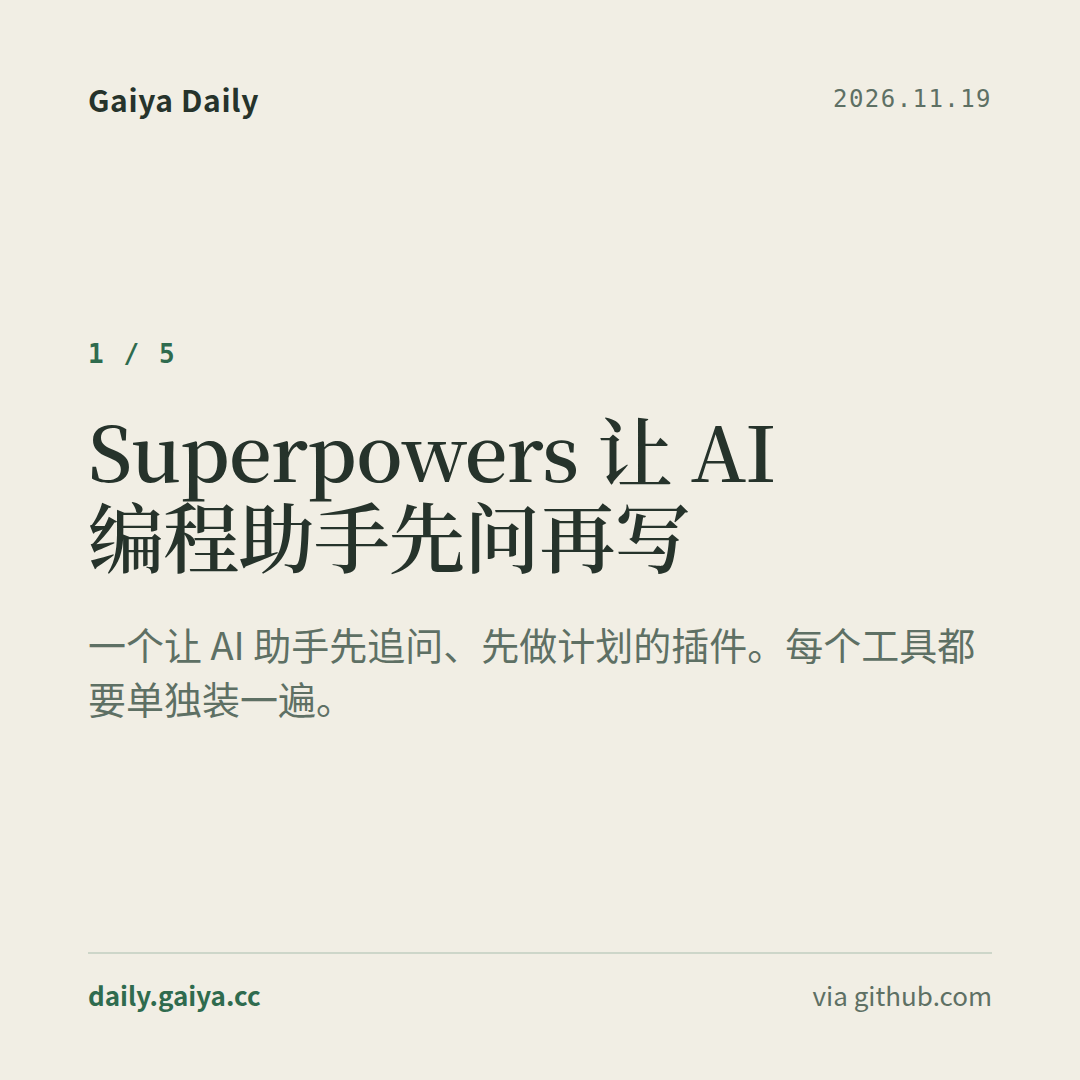 Gaiya Daily
2026.11.19
1 / 5
Superpowers 让 AI
编程助手先问再写
一个让 AI 助手先追问、先做计划的插件。每个工具都
要单独装一遍。
daily.gaiya.cc
via github.com